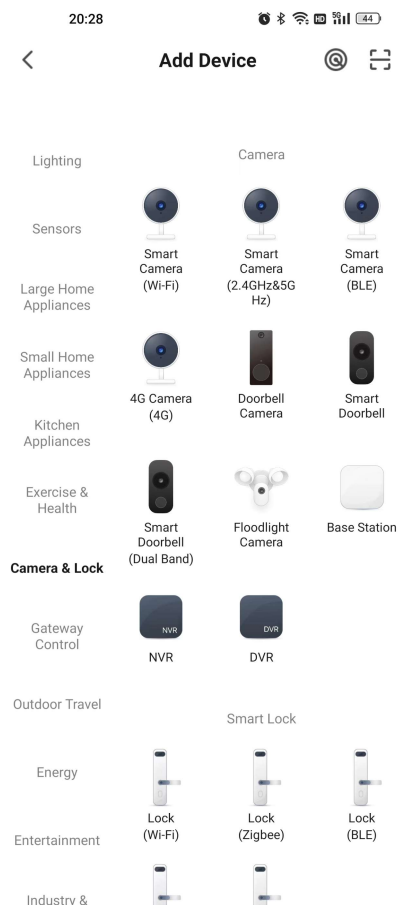 20:28
HD 5G 44
Add Device
Lighting
Sensors
Large Home
Appliances
Small Home
Appliances
Kitchen
Appliances
Exercise &
Health
Camera & Lock
Gateway
Control
Outdoor Travel
Energy
Entertainment
Industry &
Camera
Smart
Camera
(Wi-Fi)
Smart
Camera
(2.4GHz&5G
Hz)
Smart
Camera
(BLE)
4G Camera
(4G)
Doorbell
Camera
Smart
Doorbell
Smart
Doorbell
(Dual Band)
Floodlight
Camera
Base Station
NVR
NVR
DVR
DVR
Smart Lock
Lock
(Wi-Fi)
Lock
(Zigbee)
Lock
(BLE)